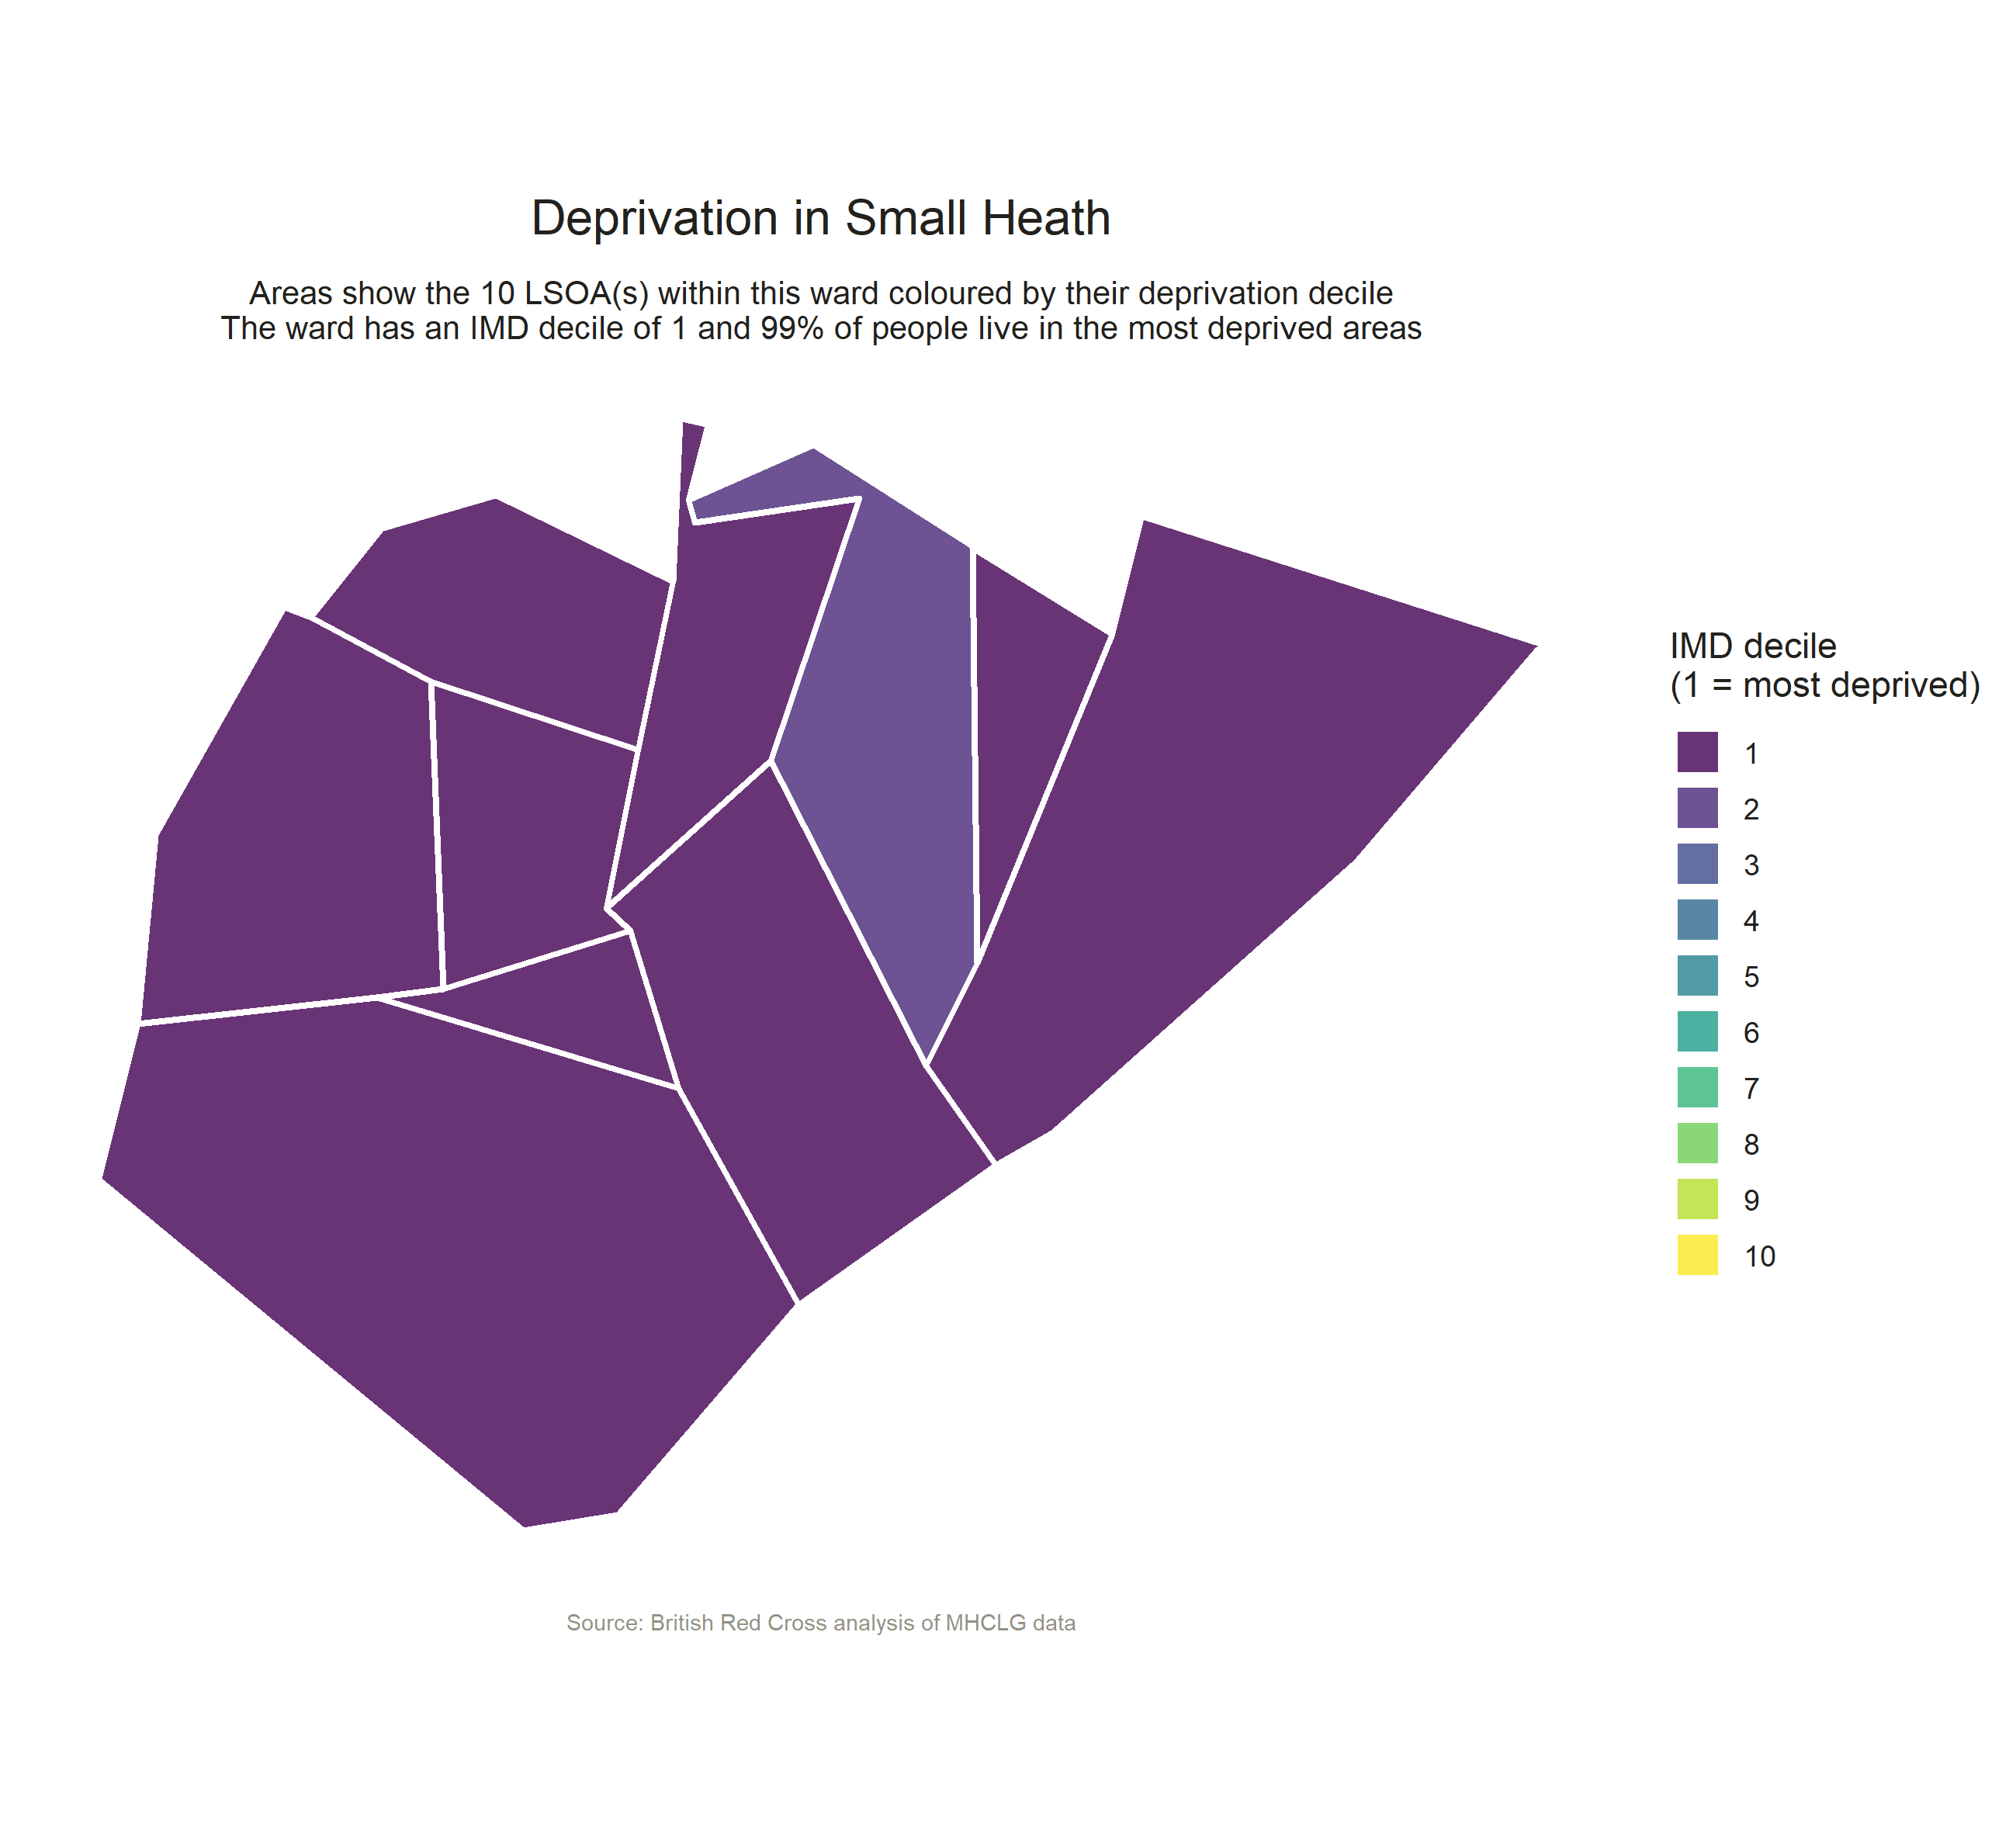 Deprivation in Small Heath
Areas show the 10 LSOA(s) within this ward coloured by their deprivation decile
The ward has an IMD decile of 1 and 99% of people live in the most deprived areas
IMD decile
(1 = most deprived)
1
2
3
4
5
6
7
8
9
10
Source: British Red Cross analysis of MHCLG data